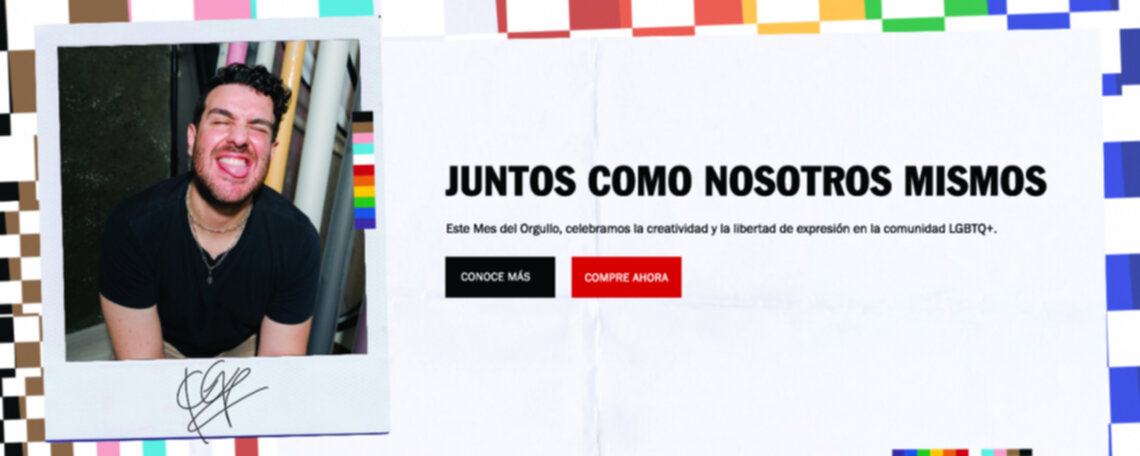 JUNTOS COMO NOSOTROS MISMOS
Este Mes del Orgullo, celebramos la creatividad y la libertad de expresión en la comunidad LGBTQ+.
CONOCE MÁS
COMPRE AHORA